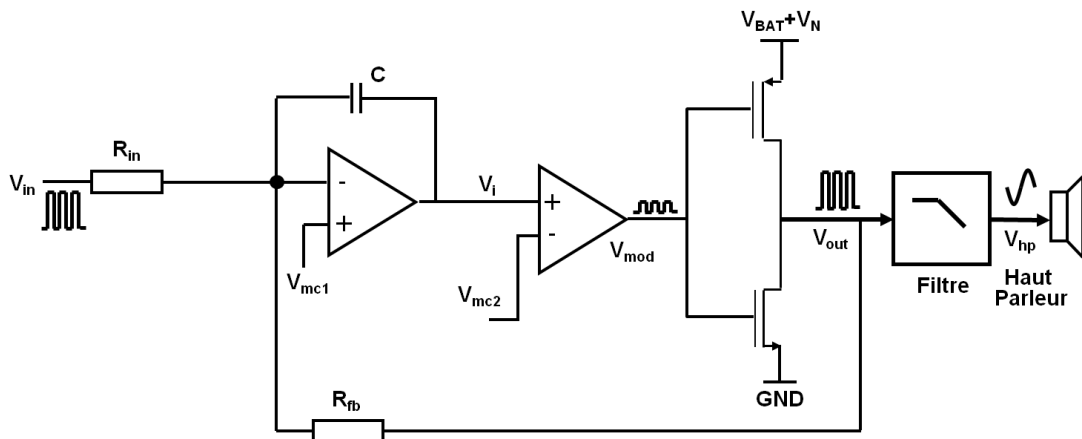 V_BAT+V_N
C
R_in
V_in
-
+
V_mc1
V_i
+
-
V_mc2
V_mod
V_out
V_hp
Filtre
Haut
Parleur
GND
R_fb